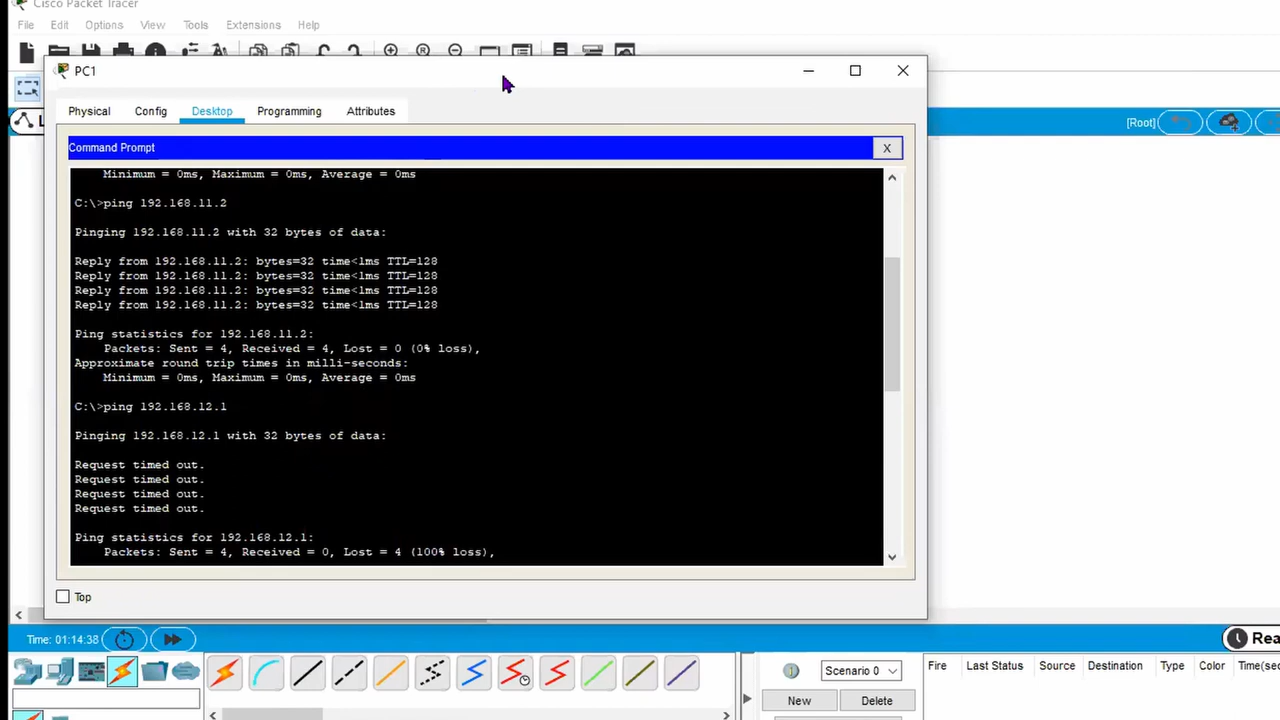 Cisco Packet Tracer
File Edit Options View Tools Extensions Help
PC1
Physical Config Desktop Programming Attributes
[Root]
Command Prompt
X
Minimum = 0ms, Maximum = 0ms, Average = 0ms
C:\>ping 192.168.11.2
Pinging 192.168.11.2 with 32 bytes of data:
Reply from 192.168.11.2: bytes=32 time<1ms TTL=128
Reply from 192.168.11.2: bytes=32 time<1ms TTL=128
Reply from 192.168.11.2: bytes=32 time<1ms TTL=128
Reply from 192.168.11.2: bytes=32 time<1ms TTL=128
Ping statistics for 192.168.11.2:
Packets: Sent = 4, Received = 4, Lost = 0 (0% loss),
Approximate round trip times in milli-seconds:
Minimum = 0ms, Maximum = 0ms, Average = 0ms
C:\>ping 192.168.12.1
Pinging 192.168.12.1 with 32 bytes of data:
Request timed out.
Request timed out.
Request timed out.
Request timed out.
Ping statistics for 192.168.12.1:
Packets: Sent = 4, Received = 0, Lost = 4 (100% loss),
Top
Time: 01:14:38
Rea
Scenario 0
Fire Last Status Source Destination Type Color Time(se
New Delete